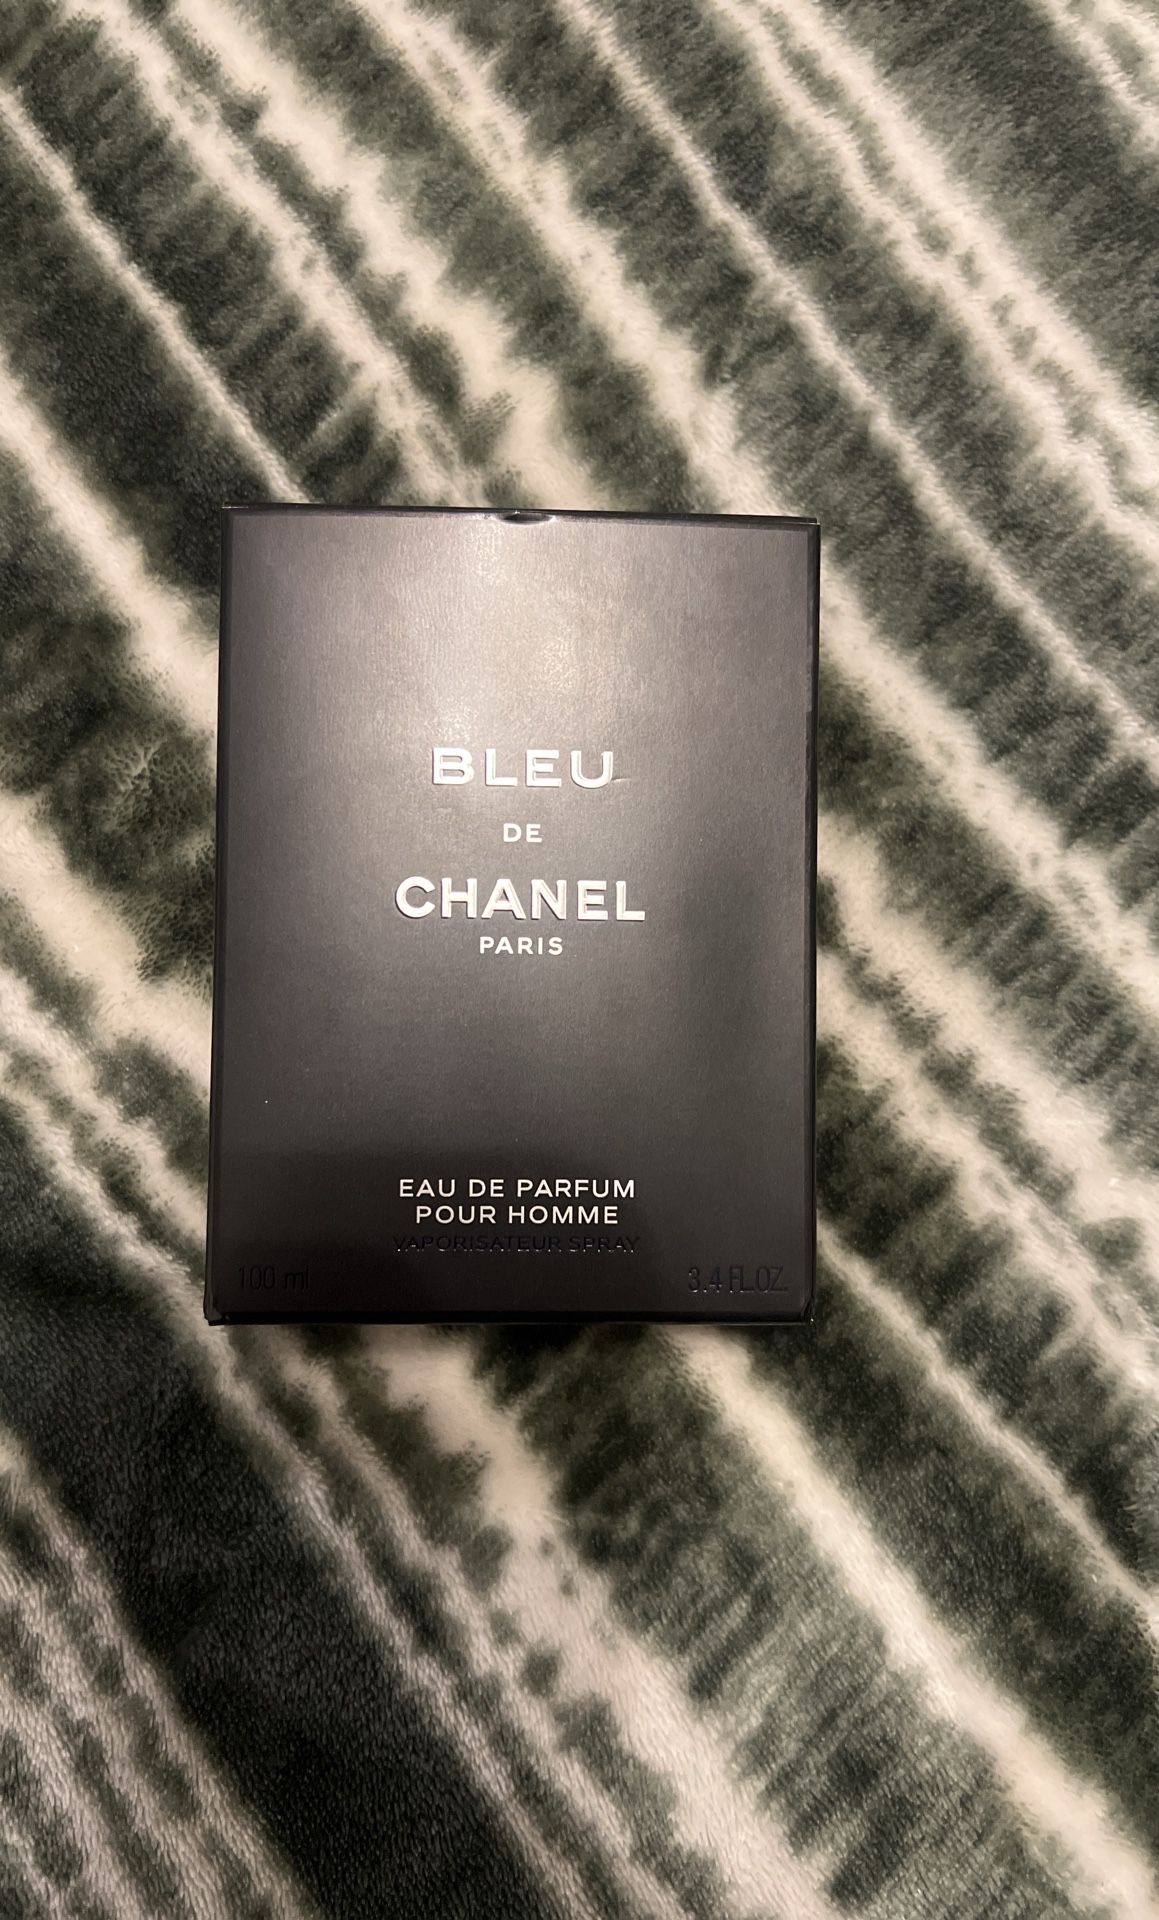 BLEU
DE
CHANEL
PARIS
EAU DE PARFUM
POUR HOMME
VAPORISATEUR SPRAY
100 ml 3.4 FL.OZ.